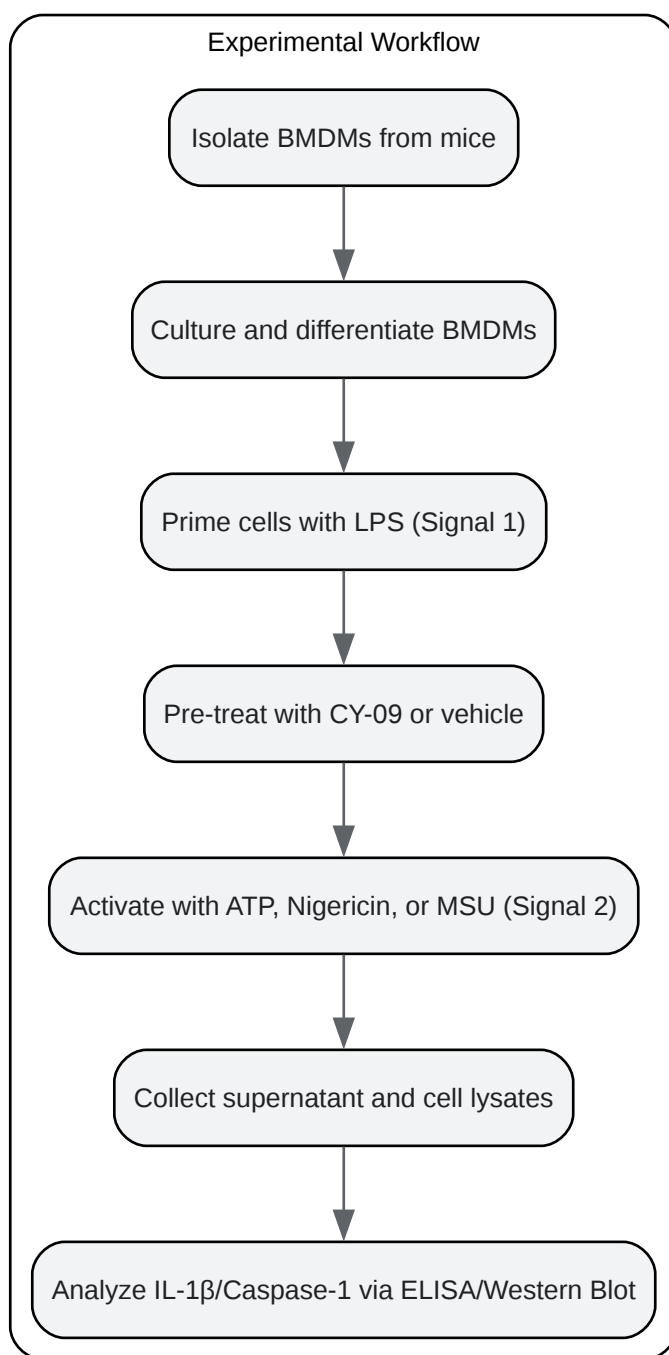 Experimental Workflow
Isolate BMDMs from mice
Culture and differentiate BMDMs
Prime cells with LPS (Signal 1)
Pre-treat with CY-09 or vehicle
Activate with ATP, Nigericin, or MSU (Signal 2)
Collect supernatant and cell lysates
Analyze IL-1β/Caspase-1 via ELISA/Western Blot